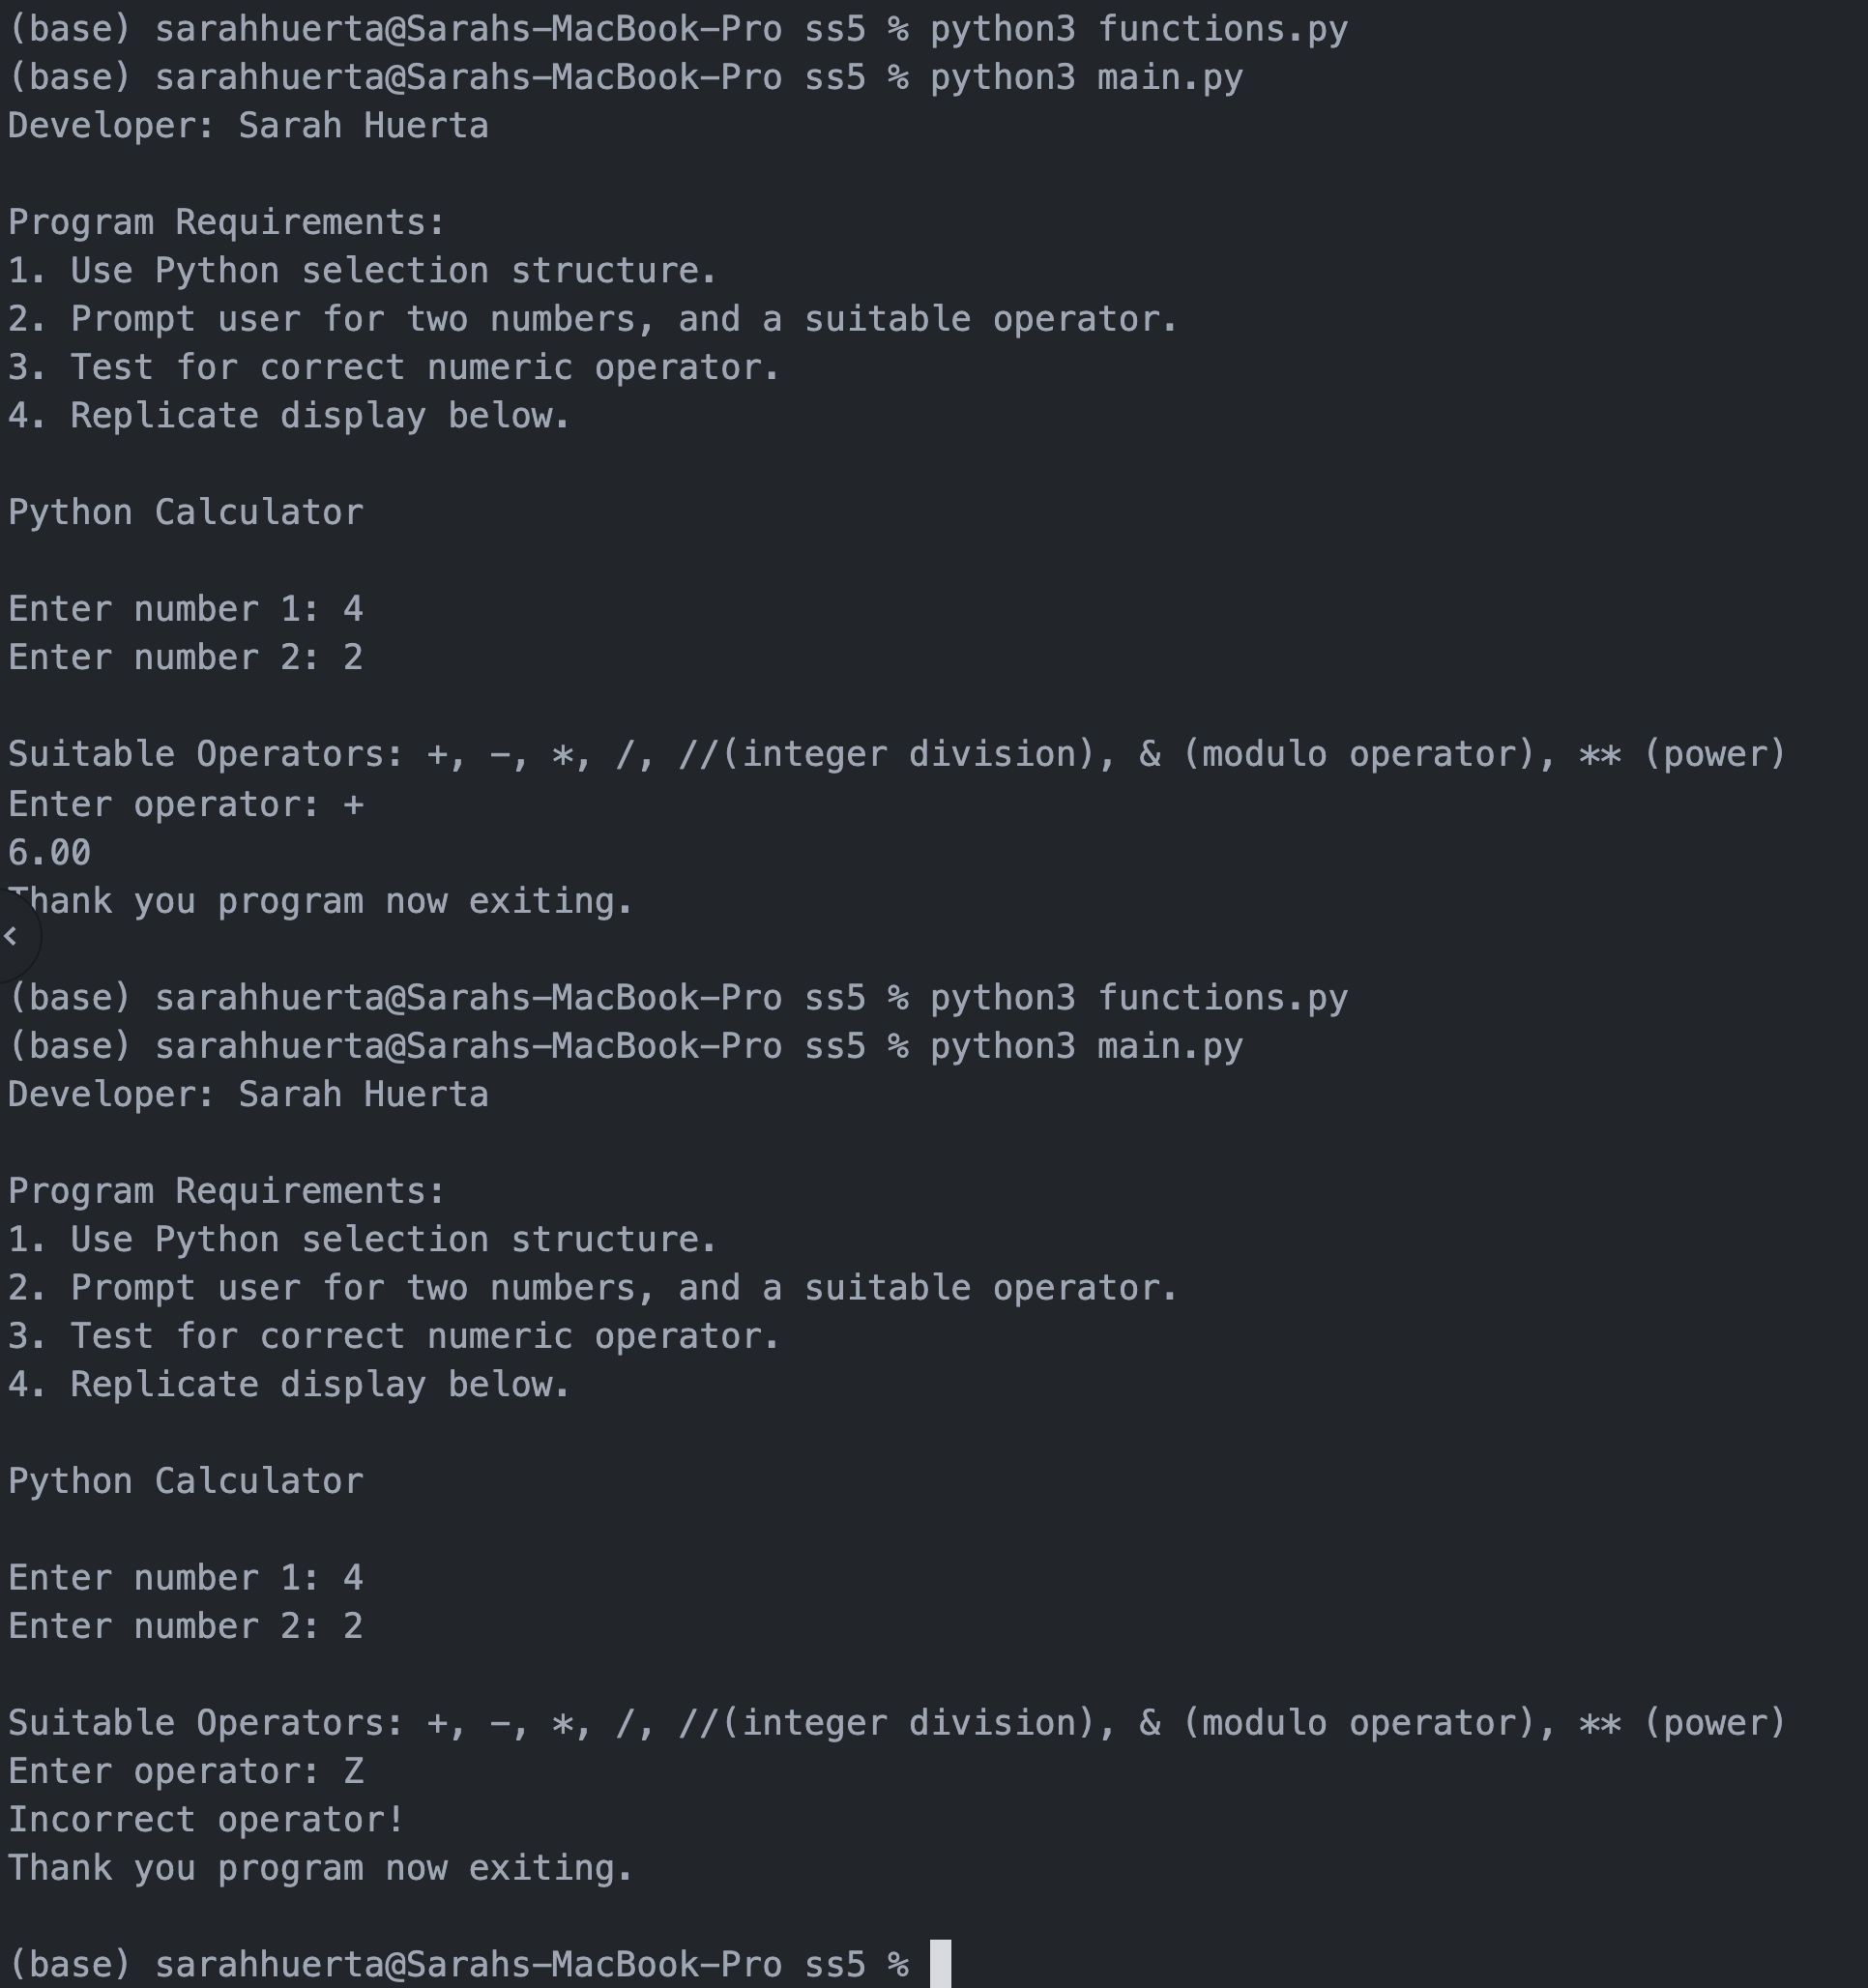 (base) sarahhuerta@Sarahs-MacBook-Pro ss5 % python3 functions.py
(base) sarahhuerta@Sarahs-MacBook-Pro ss5 % python3 main.py
Developer: Sarah Huerta
Program Requirements:
1. Use Python selection structure.
2. Prompt user for two numbers, and a suitable operator.
3. Test for correct numeric operator.
4. Replicate display below.
Python Calculator
Enter number 1: 4
Enter number 2: 2
Suitable Operators: +, -, *, /, //(integer division), & (modulo operator), ** (power)
Enter operator: +
6.00
Thank you program now exiting.
(base) sarahhuerta@Sarahs-MacBook-Pro ss5 % python3 functions.py
(base) sarahhuerta@Sarahs-MacBook-Pro ss5 % python3 main.py
Developer: Sarah Huerta
Program Requirements:
1. Use Python selection structure.
2. Prompt user for two numbers, and a suitable operator.
3. Test for correct numeric operator.
4. Replicate display below.
Python Calculator
Enter number 1: 4
Enter number 2: 2
Suitable Operators: +, -, *, /, //(integer division), & (modulo operator), ** (power)
Enter operator: Z
Incorrect operator!
Thank you program now exiting.
(base) sarahhuerta@Sarahs-MacBook-Pro ss5 %